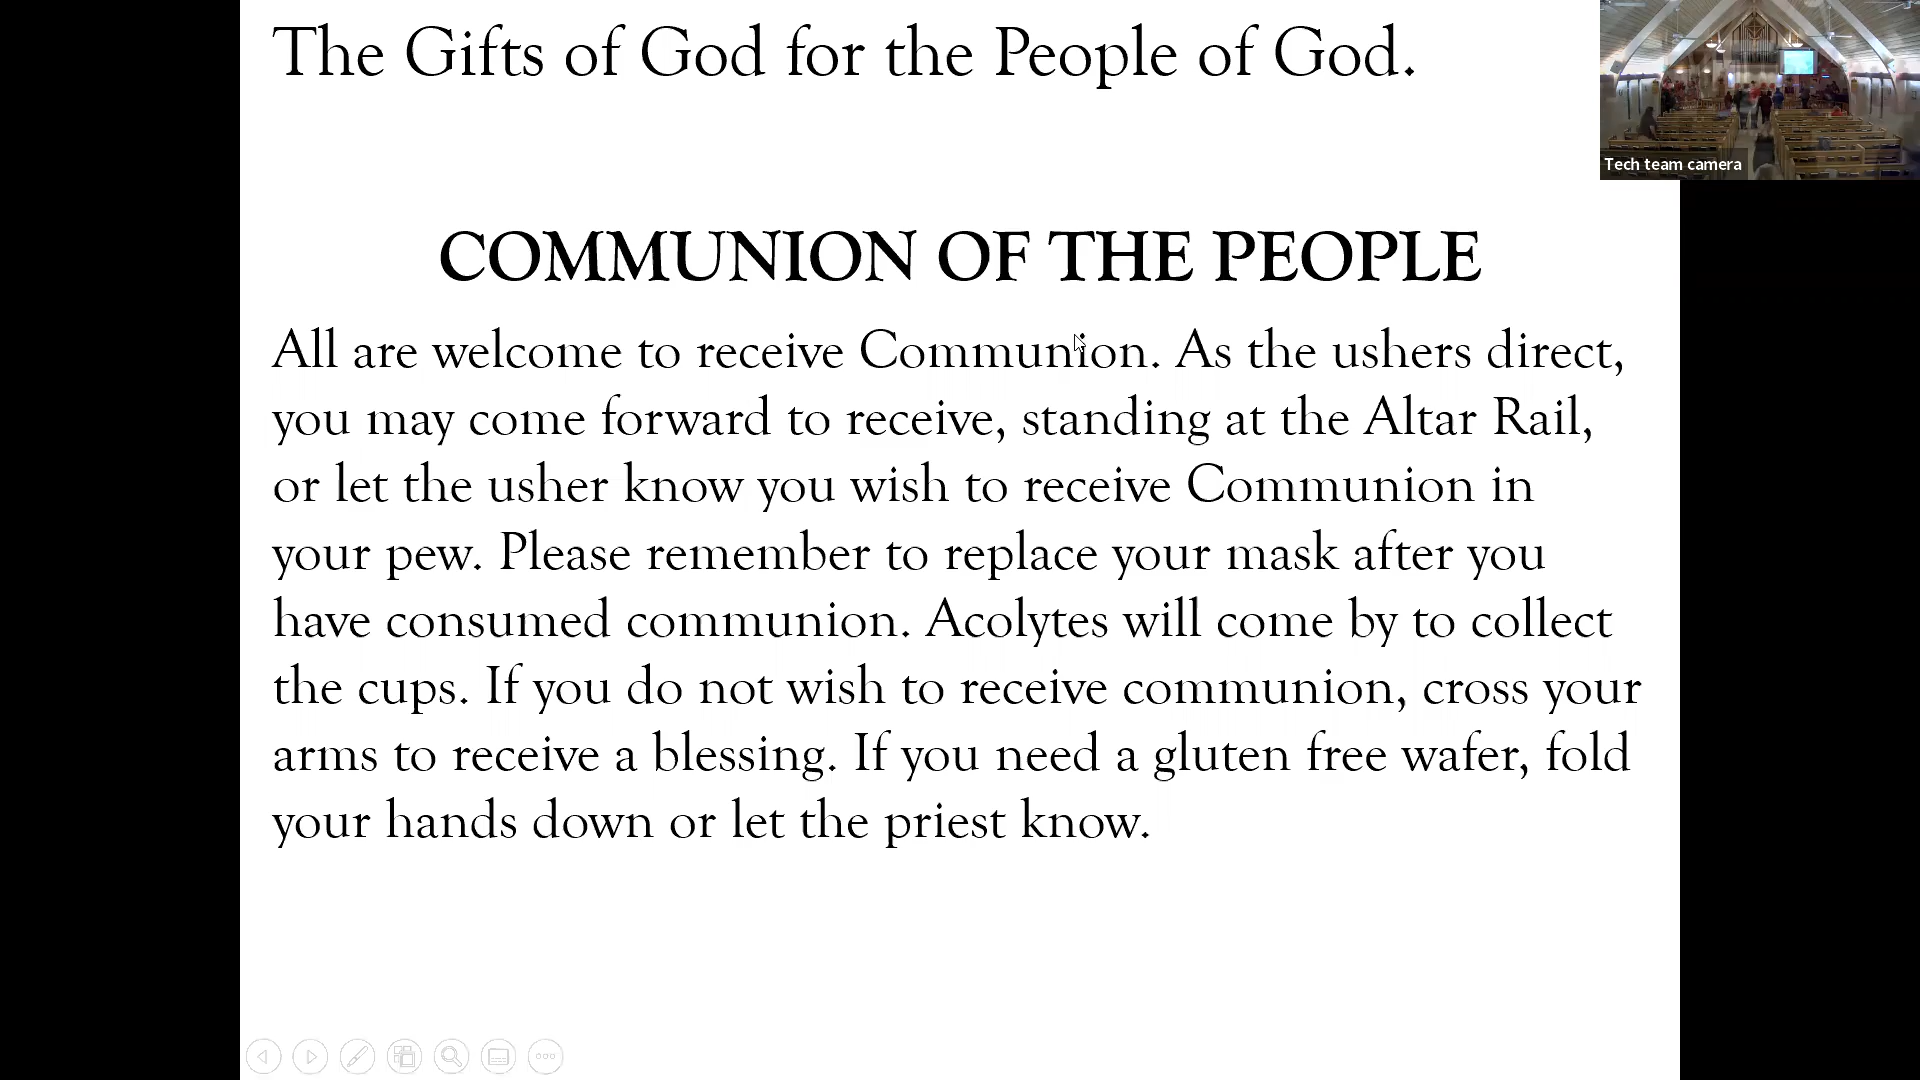 The Gifts of God for the People of God.
Tech team camera
COMMUNION OF THE PEOPLE
All are welcome to receive Communion. As the ushers direct,
you may come forward to receive, standing at the Altar Rail,
or let the usher know you wish to receive Communion in
your pew. Please remember to replace your mask after you
have consumed communion. Acolytes will come by to collect
the cups. If you do not wish to receive communion, cross your
arms to receive a blessing. If you need a gluten free wafer, fold
your hands down or let the priest know.